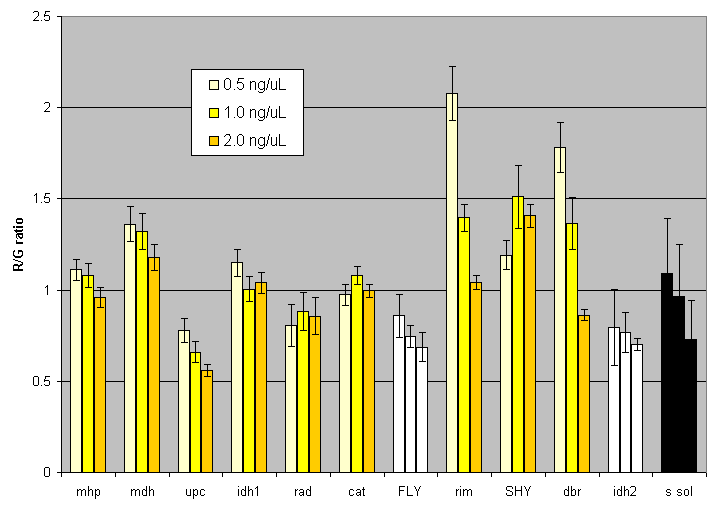 2.5
2
1.5
1
0.5
0
R/G ratio
0.5 ng/uL
1.0 ng/uL
2.0 ng/uL
mhp mdh upc idh1 rad cat FLY rim SHY dbr idh2 s sol